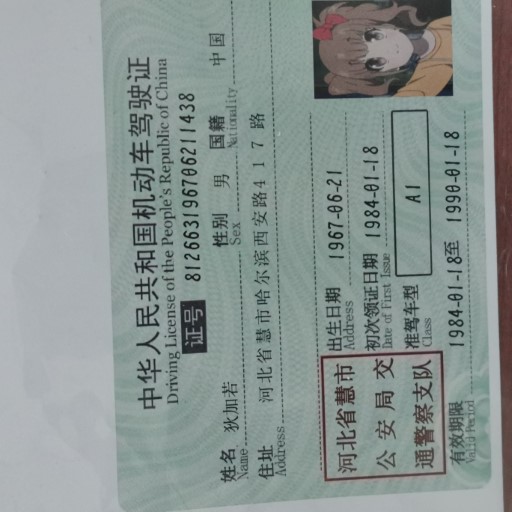 中华人民共和国机动车驾驶证
Driving License of the People's Republic of China
证号 812663196706211438
姓名 狄加若 性别 男 国籍 中国
Name Sex Nationality
住址 河北省慧市哈尔滨西安路417路
Address
河北省慧市
公安局交
通警察支队
出生日期 1967-06-21
Address
初次领证日期 1984-01-18
Date of First Issue
准驾车型 A1
Class
有效期限 1984-01-18至 1990-01-18
Valid Period